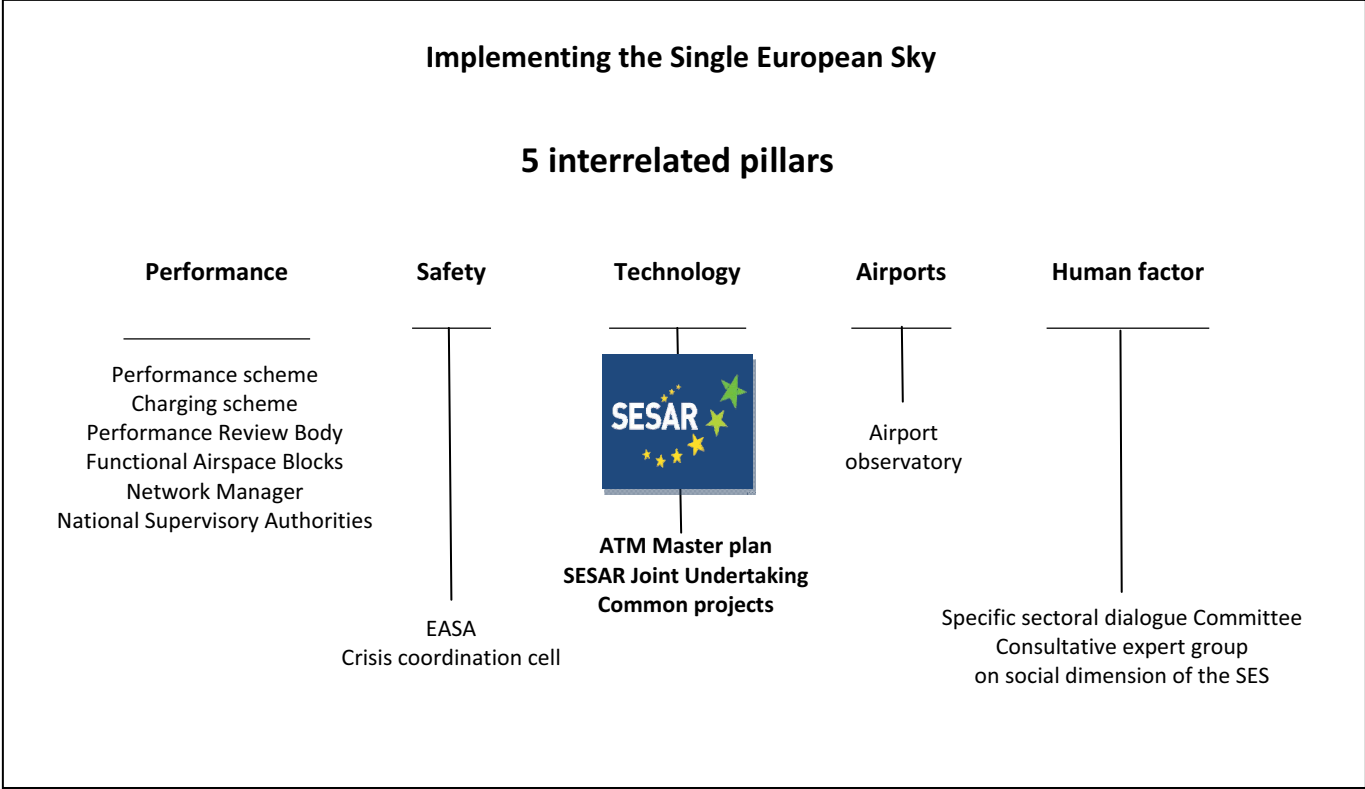 Implementing the Single European Sky
5 interrelated pillars
Performance
Performance scheme
Charging scheme
Performance Review Body
Functional Airspace Blocks
Network Manager
National Supervisory Authorities
Safety
EASA
Crisis coordination cell
Technology
SESAR
ATM Master plan
SESAR Joint Undertaking
Common projects
Airports
Airport
observatory
Human factor
Specific sectoral dialogue Committee
Consultative expert group
on social dimension of the SES